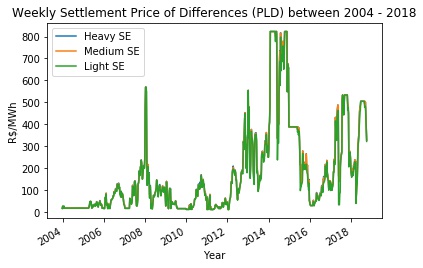 Weekly Settlement Price of Differences (PLD) between 2004 - 2018
Heavy SE
Medium SE
Light SE
R$/MWh
800
700
600
500
400
300
200
100
0
2004
2006
2008
2010
2012
2014
2016
2018
Year